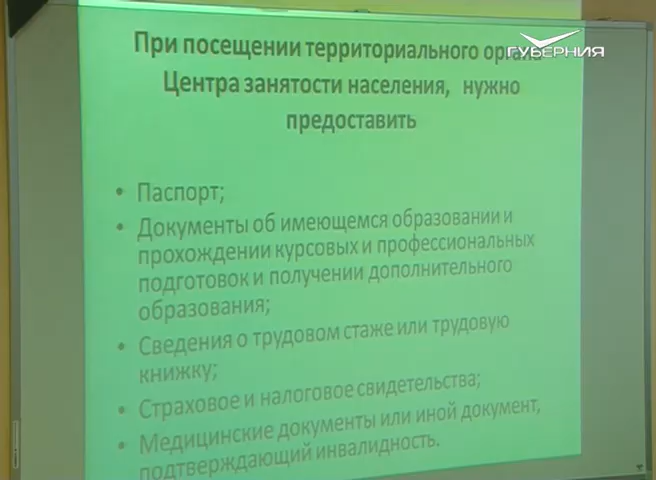 ГУБЕРНИЯ
При посещении территориального органа
Центра занятости населения, нужно
предоставить
• Паспорт;
• Документы об имеющемся образовании и
прохождении курсовых и профессиональных
подготовок и получении дополнительного
образования;
• Сведения о трудовом стаже или трудовую
книжку;
• Страховое и налоговое свидетельства;
• Медицинские документы или иной документ,
подтверждающий инвалидность.